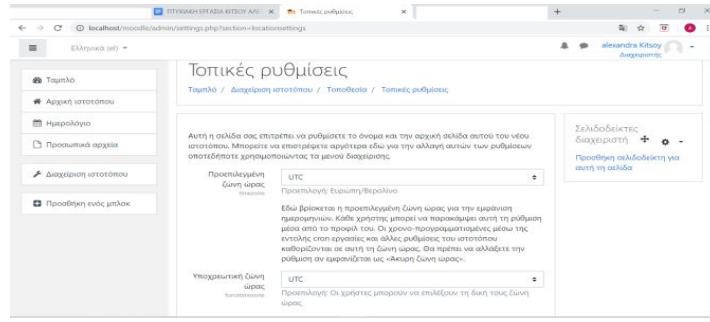 ΠΤΥΧΙΑΚΗ ΕΡΓΑΣΙΑ ΚΙΤΣΟΥ ΑΛΕ
Τοπικές ρυθμίσεις
localhost/moodle/admin/settings.php?section=locationsettings
Ελληνικά (el)
alexandra Kitsoy
Διαχειριστής
Ταμπλό
Αρχική ιστοτόπου
Ημερολόγιο
Προσωπικά αρχεία
Διαχείριση ιστοτόπου
Προσθήκη ενός μπλοκ
Τοπικές ρυθμίσεις
Ταμπλό / Διαχείριση ιστοτόπου / Τοποθεσία / Τοπικές ρυθμίσεις
Αυτή η σελίδα σας επιτρέπει να ρυθμίσετε το όνομα και την αρχική σελίδα αυτού του νέου
ιστοτόπου. Μπορείτε να επιστρέψετε αργότερα εδώ για την αλλαγή αυτών των ρυθμίσεων
οποτεδήποτε χρησιμοποιώντας τα μενού διαχείρισης.
Προεπιλεγμένη
ζώνη ώρας
timezone
UTC
Προεπιλογή: Ευρώπη/Βερολίνο
Εδώ βρίσκεται η προεπιλεγμένη ζώνη ώρας για την εμφάνιση
ημερομηνιών. Κάθε χρήστης μπορεί να παρακάμψει αυτή τη ρύθμιση
μέσα από το προφίλ του. Οι χρονο-προγραμματισμένες μέσω της
εντολής cron εργασίες και άλλες ρυθμίσεις του ιστοτόπου
καθορίζονται σε αυτή τη ζώνη ώρας. Θα πρέπει να αλλάξετε την
ρύθμιση αν εμφανίζεται ως «Άκυρη ζώνη ώρας».
Υποχρεωτική ζώνη
ώρας
forcetimezone
UTC
Προεπιλογή: Οι χρήστες μπορούν να επιλέξουν τη δική τους ζώνη
ώρας
Σελιδοδείκτες
διαχειριστή
Προσθήκη σελιδοδείκτη για
αυτή τη σελίδα